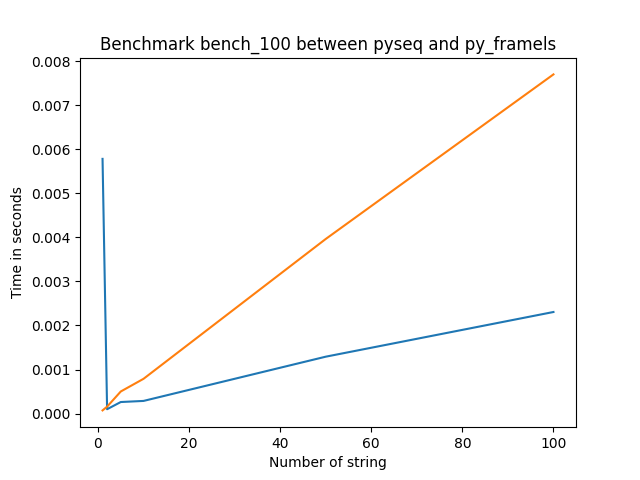 Benchmark bench_100 between pyseq and py_framels
0.008
0.007
0.006
0.005
0.004
0.003
0.002
0.001
0.000
Time in seconds
0 20 40 60 80 100
Number of string